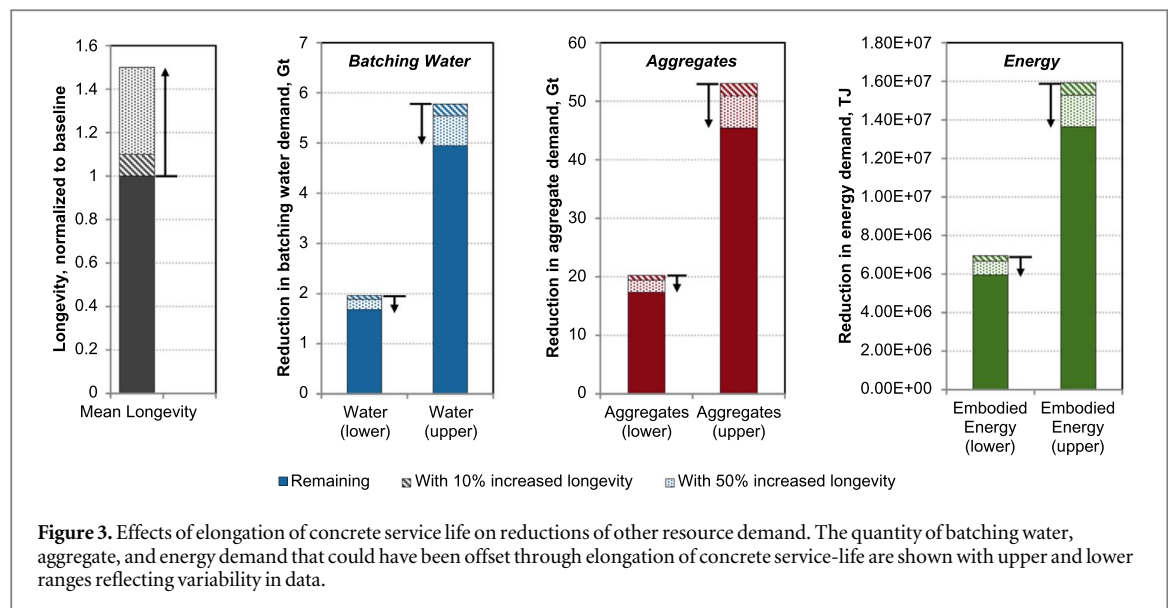 Longevity, normalized to baseline
1.6
1.4
1.2
1
0.8
0.6
0.4
0.2
0
Mean Longevity
Reduction in batching water demand, Gt
7
6
5
4
3
2
1
0
Batching Water
Water
(lower)
Water
(upper)
Reduction in aggregate demand, Gt
60
50
40
30
20
10
0
Aggregates
Aggregates
(lower)
Aggregates
(upper)
Reduction in energy demand, TJ
1.80E+07
1.60E+07
1.40E+07
1.20E+07
1.00E+07
8.00E+06
6.00E+06
4.00E+06
2.00E+06
0.00E+00
Energy
Embodied
Energy
(lower)
Embodied
Energy
(upper)
Remaining
With 10% increased longevity
With 50% increased longevity
Figure 3. Effects of elongation of concrete service life on reductions of other resource demand. The quantity of batching water,
aggregate, and energy demand that could have been offset through elongation of concrete service-life are shown with upper and lower
ranges reflecting variability in data.